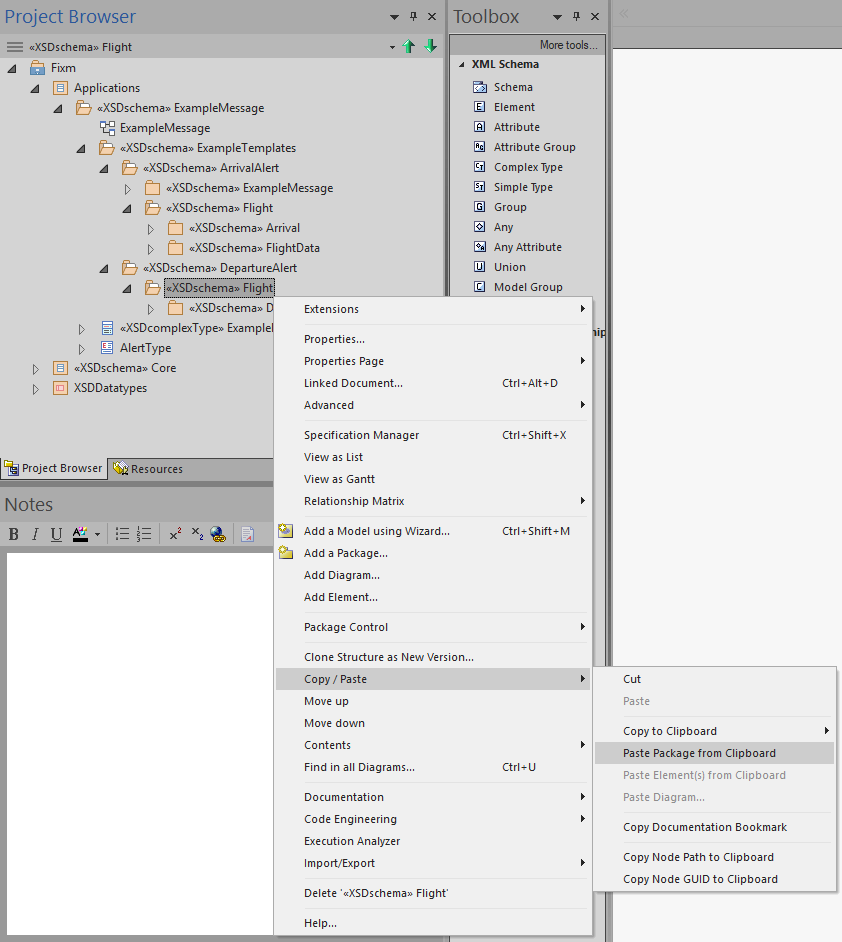 Project Browser
«XSDschema» Flight
Fixm
Applications
«XSDschema» ExampleMessage
ExampleMessage
«XSDschema» ExampleTemplates
«XSDschema» ArrivalAlert
«XSDschema» ExampleMessage
«XSDschema» Flight
«XSDschema» Arrival
«XSDschema» FlightData
«XSDschema» DepartureAlert
«XSDschema» Flight
«XSDschema» D
«XSDcomplexType» Example
AlertType
«XSDschema» Core
XSDDatatypes
Project Browser
Resources
Notes
B I U A x² x₂
Toolbox
More tools...
XML Schema
Schema
Element
Attribute
Attribute Group
Complex Type
Simple Type
Group
Any
Any Attribute
Union
Model Group
hip
Extensions
Properties...
Properties Page
Linked Document... Ctrl+Alt+D
Advanced
Specification Manager Ctrl+Shift+X
View as List
View as Gantt
Relationship Matrix
Add a Model using Wizard... Ctrl+Shift+M
Add a Package...
Add Diagram...
Add Element...
Package Control
Clone Structure as New Version...
Copy / Paste
Move up
Move down
Contents
Find in all Diagrams... Ctrl+U
Documentation
Code Engineering
Execution Analyzer
Import/Export
Delete '«XSDschema» Flight'
Help...
Cut
Paste
Copy to Clipboard
Paste Package from Clipboard
Paste Element(s) from Clipboard
Paste Diagram...
Copy Documentation Bookmark
Copy Node Path to Clipboard
Copy Node GUID to Clipboard